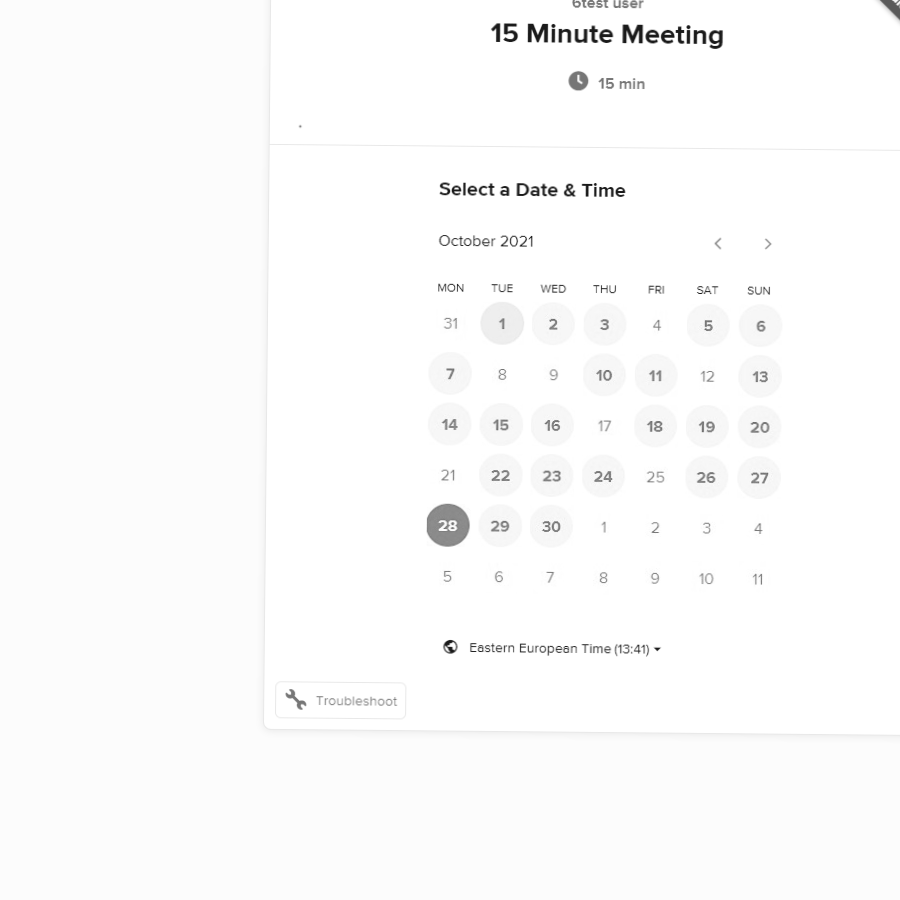 6test user
15 Minute Meeting
15 min
.
Select a Date & Time
October 2021
MON TUE WED THU FRI SAT SUN
31 1 2 3 4 5 6
7 8 9 10 11 12 13
14 15 16 17 18 19 20
21 22 23 24 25 26 27
28 29 30 1 2 3 4
5 6 7 8 9 10 11
Eastern European Time (13:41)
Troubleshoot